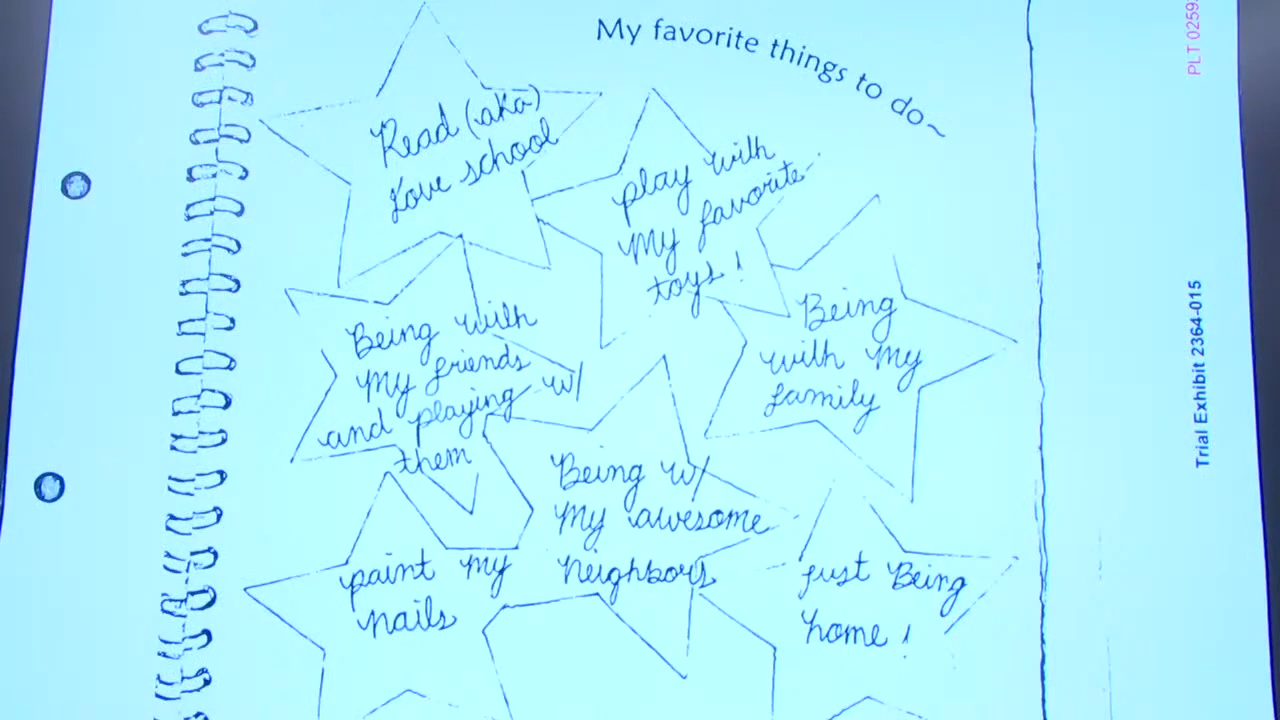 My favorite things to do~
Read (aka)
Love school
play with
My favorite
toys!
Being with
My friends
and playing w/
them
Being
with my
family
Being w/
My awesome
neighbors
paint my
nails
just Being
home!
PLT 0259
Trial Exhibit 2364-015